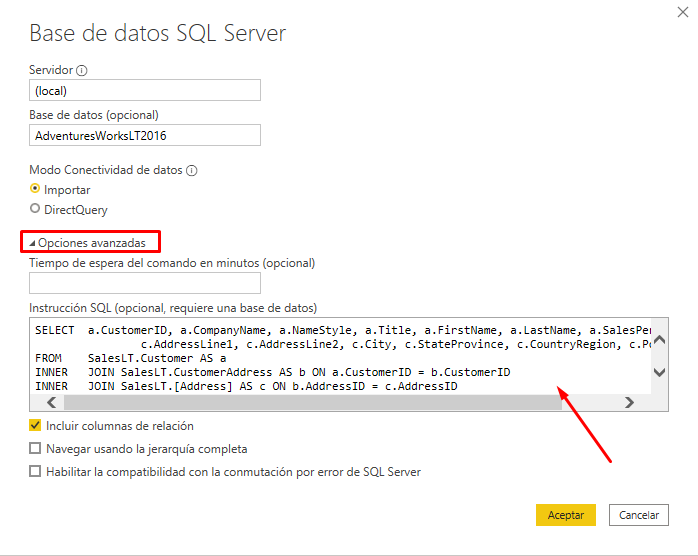 Base de datos SQL Server
Servidor
(local)
Base de datos (opcional)
AdventuresWorksLT2016
Modo Conectividad de datos
Importar
DirectQuery
Opciones avanzadas
Tiempo de espera del comando en minutos (opcional)
Instrucción SQL (opcional, requiere una base de datos)
SELECT a.CustomerID, a.CompanyName, a.NameStyle, a.Title, a.FirstName, a.LastName, a.SalesPer
c.AddressLine1, c.AddressLine2, c.City, c.StateProvince, c.CountryRegion, c.Po
FROM SalesLT.Customer AS a
INNER JOIN SalesLT.CustomerAddress AS b ON a.CustomerID = b.CustomerID
INNER JOIN SalesLT.[Address] AS c ON b.AddressID = c.AddressID
Incluir columnas de relación
Navegar usando la jerarquía completa
Habilitar la compatibilidad con la conmutación por error de SQL Server
Aceptar Cancelar